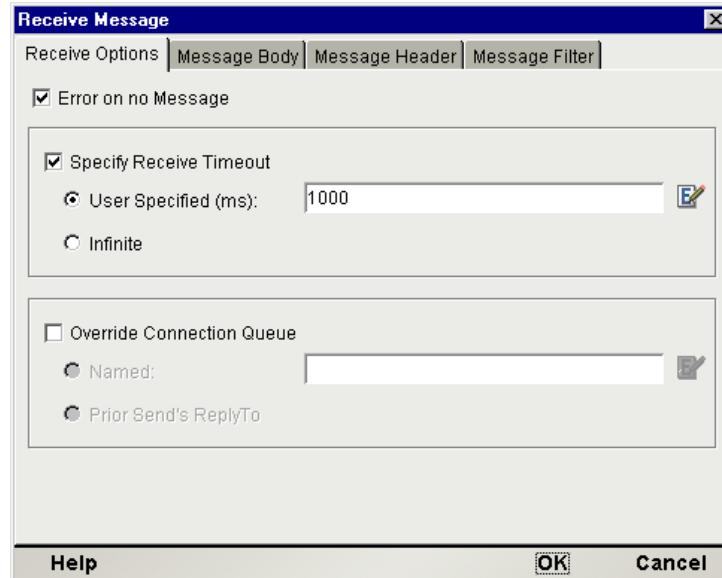 Receive Message
Receive Options Message Body Message Header Message Filter
Error on no Message
Specify Receive Timeout
User Specified (ms): 1000
Infinite
Override Connection Queue
Named:
Prior Send's ReplyTo
Help OK Cancel